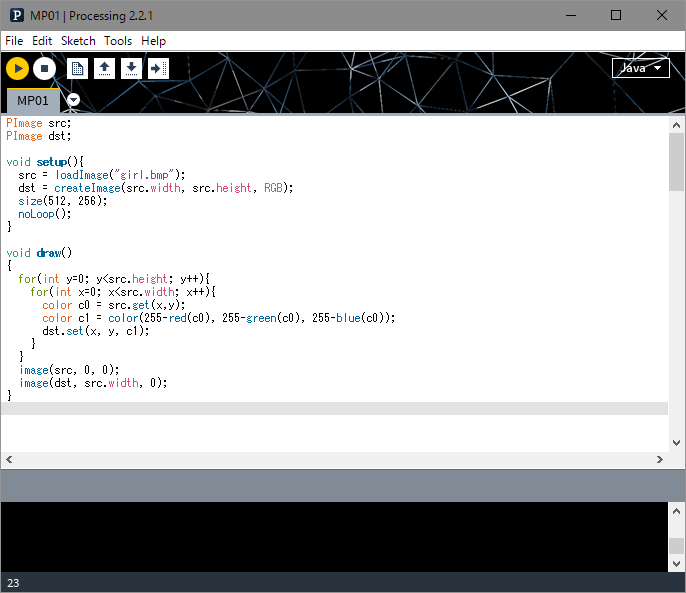 MP01 | Processing 2.2.1
File Edit Sketch Tools Help
Java
MP01
PImage src;
PImage dst;

void setup(){
  src = loadImage("girl.bmp");
  dst = createImage(src.width, src.height, RGB);
  size(512, 256);
  noLoop();
}

void draw()
{
  for(int y=0; y<src.height; y++){
    for(int x=0; x<src.width; x++){
      color c0 = src.get(x,y);
      color c1 = color(255-red(c0), 255-green(c0), 255-blue(c0));
      dst.set(x, y, c1);
    }
  }
  image(src, 0, 0);
  image(dst, src.width, 0);
}
23